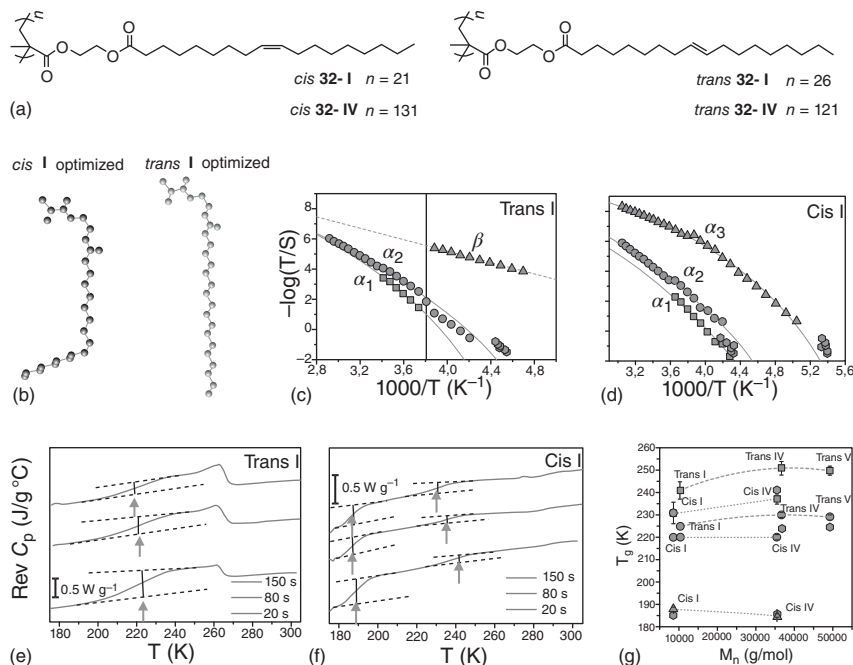 n n
O O O O
O O
cis 32-I n = 21 trans 32-I n = 26
(a) cis 32-IV n = 131 trans 32-IV n = 121
cis I optimized trans I optimized
(b)
8 Trans I
6
4
2
0
−2
−log(T/S)
α1 α2 β
2,8 3,2 3,6 4,0 4,4 4,8
(c) 1000/T (K−1)
Cis I
α3
α2
α1
3,2 3,6 4,0 4,4 4,8 5,2 5,6
(d) 1000/T (K−1)
Rev Cp (J/g °C)
Trans I
0.5 W g−1
150 s
80 s
20 s
180 200 220 240 260 280 300
(e) T (K)
Cis I
0.5 W g−1
150 s
80 s
20 s
180 200 220 240 260 280 300
(f) T (K)
Tg (K)
260
250
240
230
220
210
200
190
180
Trans IV Trans V
Trans I
Cis IV
Cis I Trans IV Trans V
Trans I
Cis I Cis IV
Cis I Cis IV
10000 20000 30000 40000 50000
(g) Mn (g/mol)